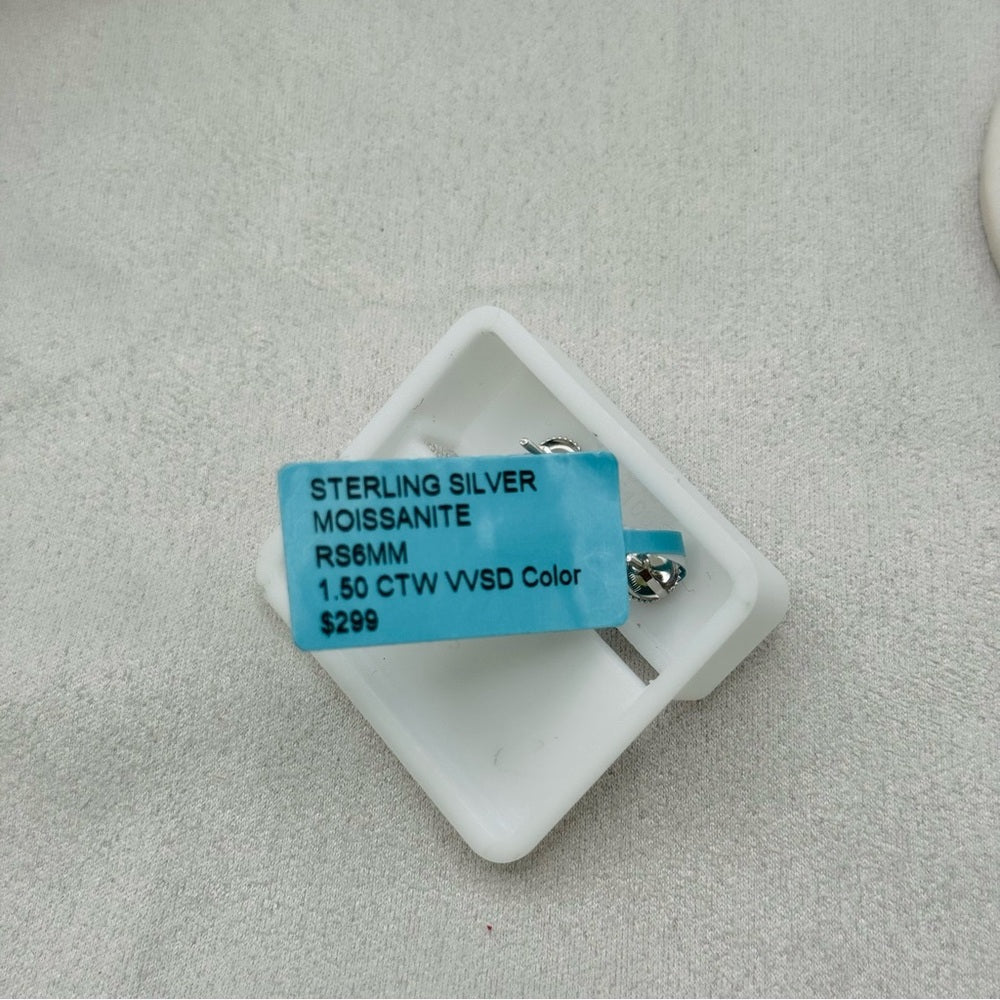 STERLING SILVER
MOISSANITE
RS6MM
1.50 CTW VVSD Color
$299